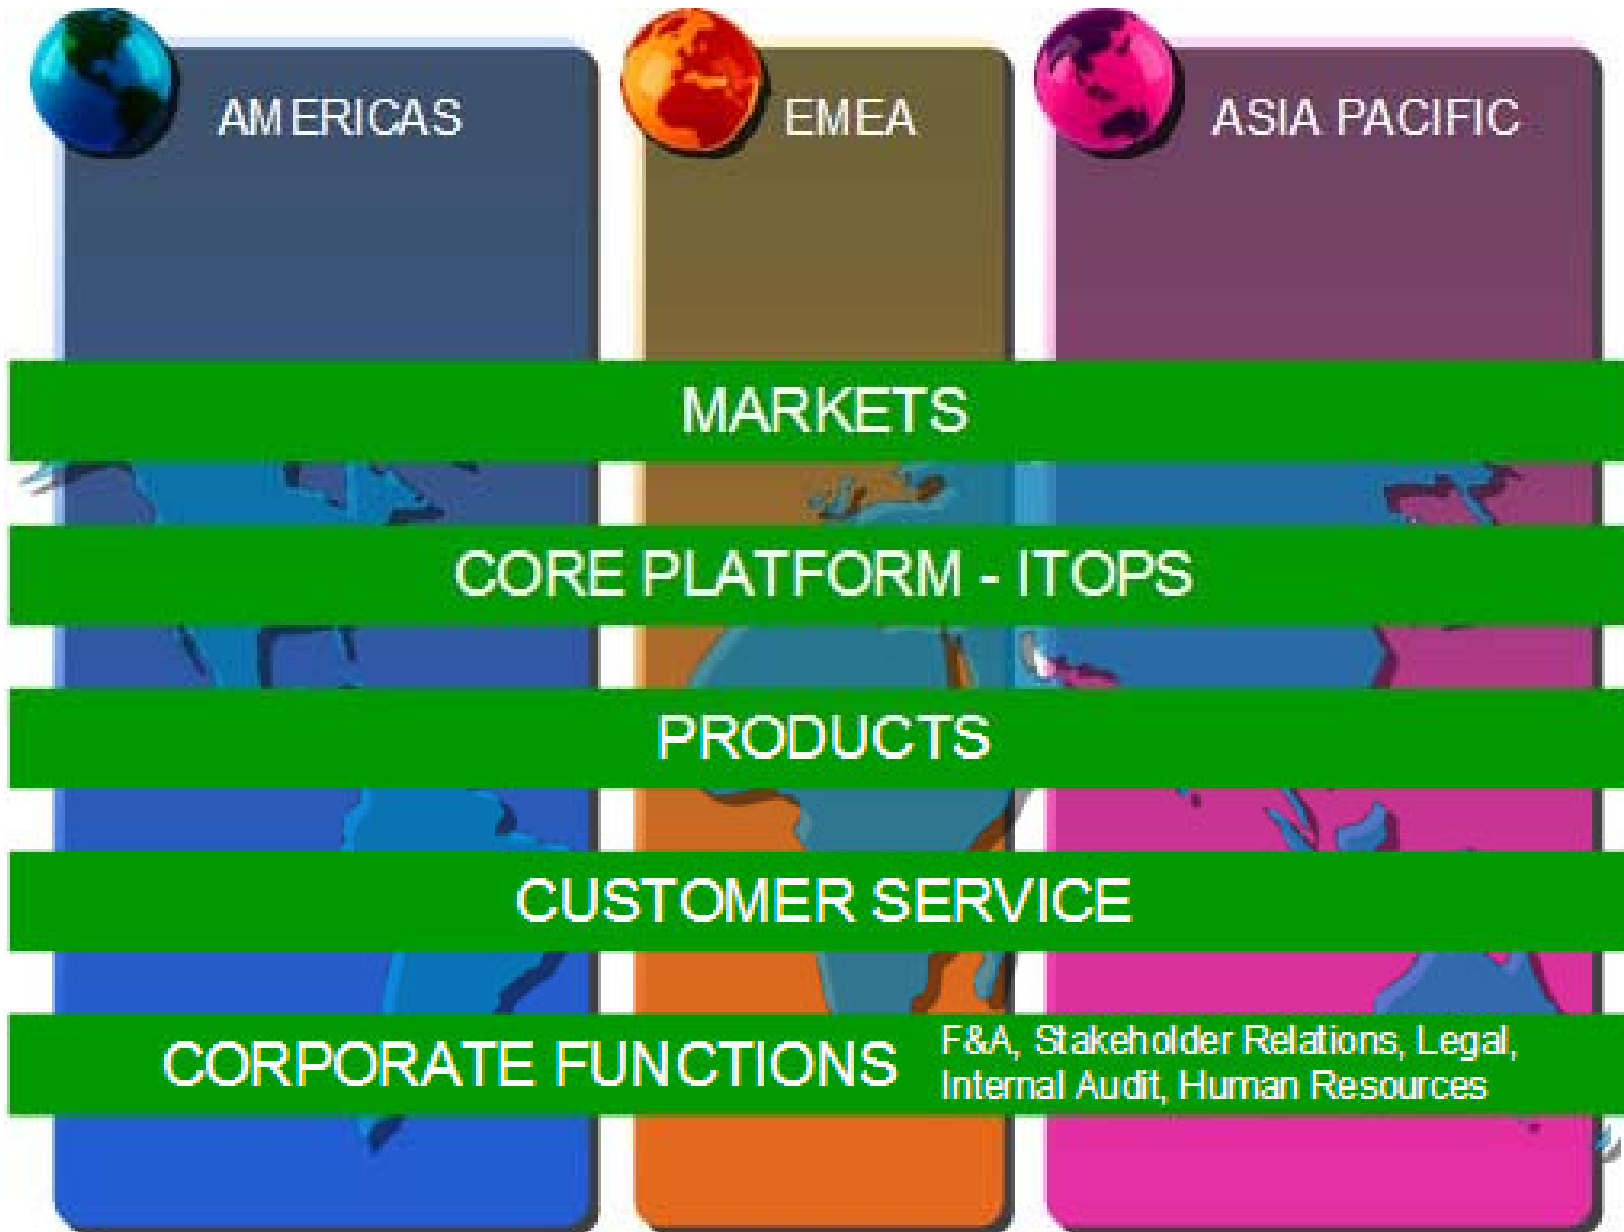 AMERICAS
EMEA
ASIA PACIFIC
MARKETS
CORE PLATFORM - ITOPS
PRODUCTS
CUSTOMER SERVICE
CORPORATE FUNCTIONS
F&A, Stakeholder Relations, Legal,
Internal Audit, Human Resources